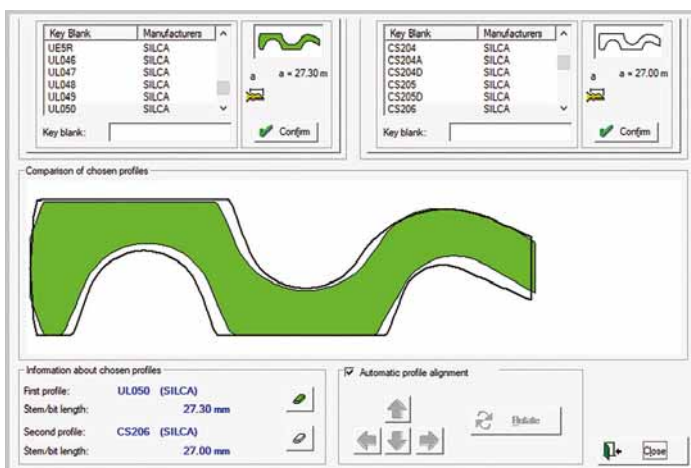 Key Blank Manufacturers
UE5R SILCA
UL046 SILCA
UL047 SILCA
UL048 SILCA
UL049 SILCA
UL050 SILCA
Key blank:
a a = 27.30 m
Confirm
Key Blank Manufacturers
CS204 SILCA
CS204A SILCA
CS204D SILCA
CS205 SILCA
CS205D SILCA
CS206 SILCA
Key blank:
a a = 27.00 m
Confirm
Comparison of chosen profiles
Information about chosen profiles
First profile: UL050 (SILCA)
Stem/bit length: 27.30 mm
Second profile: CS206 (SILCA)
Stem/bit length: 27.00 mm
Automatic profile alignment
Rotate
Close